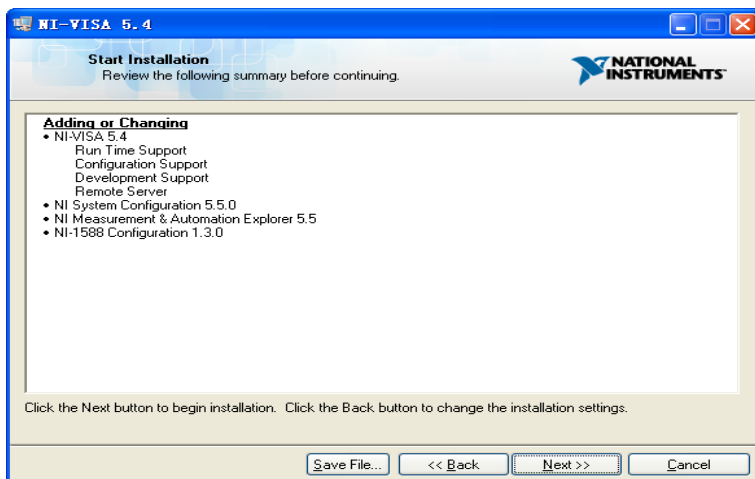 NI-VISA 5.4
Start Installation
Review the following summary before continuing.
NATIONAL
INSTRUMENTS™
Adding or Changing
• NI-VISA 5.4
Run Time Support
Configuration Support
Development Support
Remote Server
• NI System Configuration 5.5.0
• NI Measurement & Automation Explorer 5.5
• NI-1588 Configuration 1.3.0
Click the Next button to begin installation.  Click the Back button to change the installation settings.
Save File... << Back Next >> Cancel